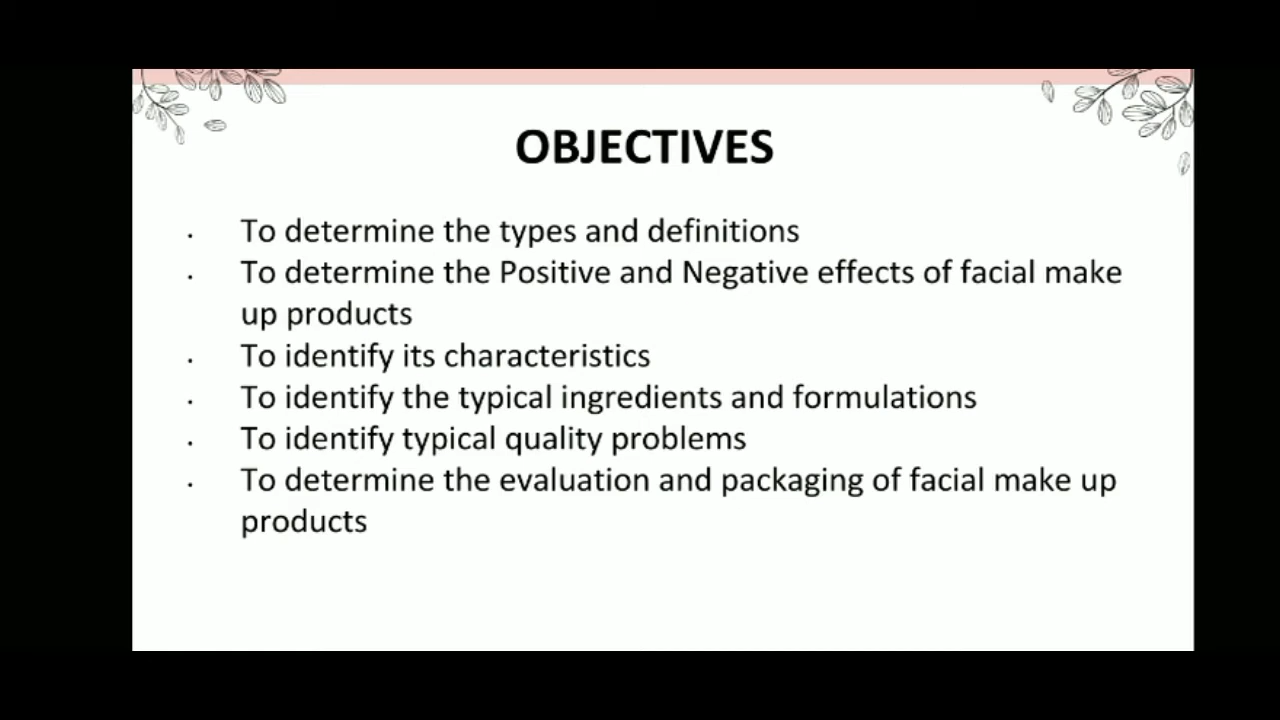 OBJECTIVES
· To determine the types and definitions
· To determine the Positive and Negative effects of facial make
up products
· To identify its characteristics
· To identify the typical ingredients and formulations
· To identify typical quality problems
· To determine the evaluation and packaging of facial make up
products